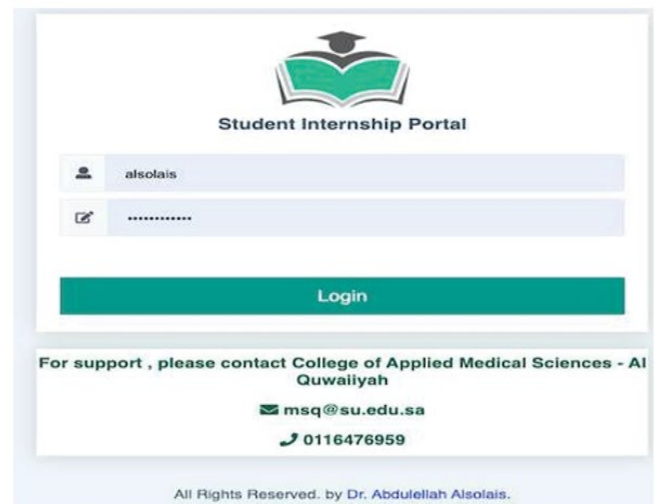 Student Internship Portal
alsolais
••••••••••••
Login
For support , please contact College of Applied Medical Sciences - Al
Quwaiiyah
msq@su.edu.sa
0116476959
All Rights Reserved. by Dr. Abdulellah Alsolais.